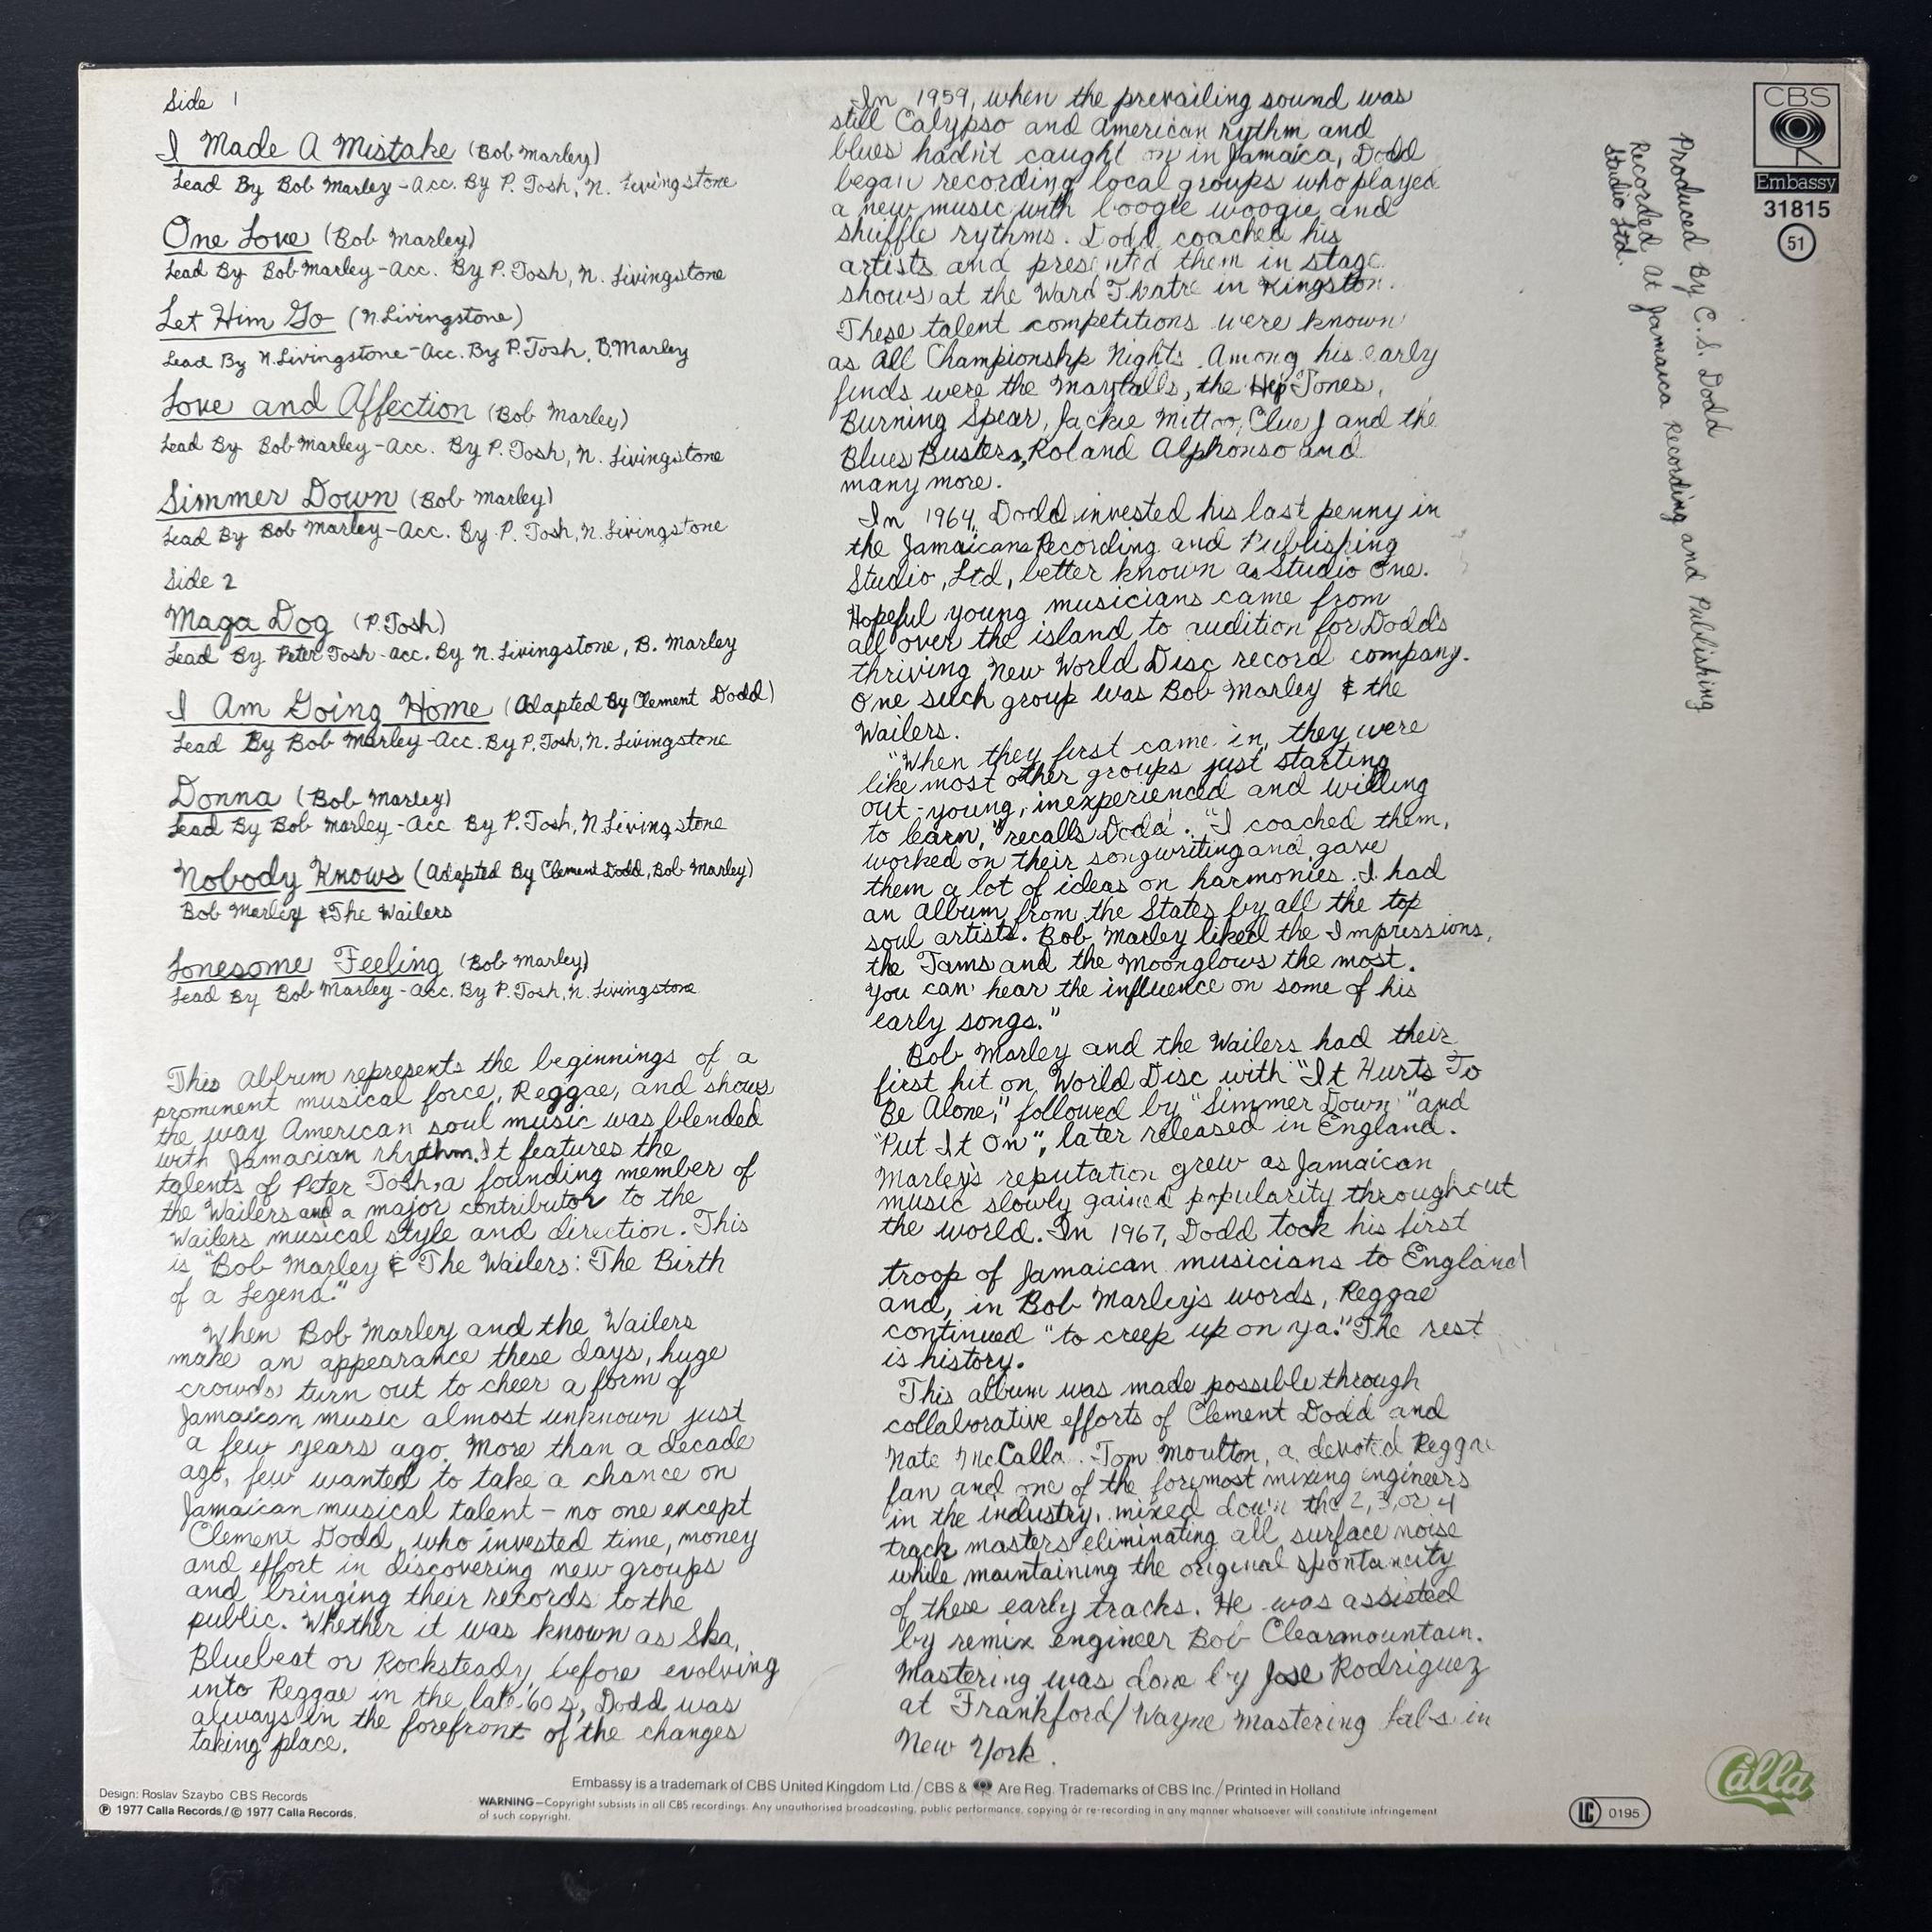 Side 1
I Made A Mistake (Bob Marley)
Lead By Bob Marley-Acc. By P. Tosh, N. Livingstone
One Love (Bob Marley)
Lead By Bob Marley-Acc. By P. Tosh, N. Livingstone
Let Him Go (N. Livingstone)
Lead By N. Livingstone-Acc. By P. Tosh, B. Marley
Love and Affection (Bob Marley)
Lead By Bob Marley-Acc. By P. Tosh, N. Livingstone
Simmer Down (Bob Marley)
Lead By Bob Marley-Acc. By P. Tosh, N. Livingstone
Side 2
Maga Dog (P. Tosh)
Lead By Peter Tosh-acc. By N. Livingstone, B. Marley
I Am Going Home (Adapted By Clement Dodd)
Lead By Bob Marley-Acc. By P. Tosh, N. Livingstone
Donna (Bob Marley)
Lead By Bob Marley-Acc By P. Tosh, N. Livingstone
Nobody Knows (Adapted By Clement Dodd, Bob Marley)
Bob Marley & The Wailers
Lonesome Feeling (Bob Marley)
Lead By Bob Marley-acc. By P. Tosh, N. Livingstone
This album represents the beginnings of a
prominent musical force, Reggae, and shows
the way American soul music was blended
with Jamacian rhythm. It features the
talents of Peter Tosh, a founding member of
the Wailers and a major contributor to the
Wailers musical style and direction. This
is "Bob Marley & The Wailers: The Birth
of a Legend."
When Bob Marley and the Wailers
make an appearance these days, huge
crowds turn out to cheer a form of
Jamaican music almost unknown just
a few years ago. More than a decade
ago, few wanted to take a chance on
Jamaican musical talent - no one except
Clement Dodd, who invested time, money
and effort in discovering new groups
and bringing their records to the
public. Whether it was known as Ska,
Bluebeat or Rocksteady, before evolving
into Reggae in the late '60s, Dodd was
always in the forefront of the changes
taking place.
In 1959, when the prevailing sound was
still Calypso and American rythm and
blues hadn't caught on in Jamaica, Dodd
began recording local groups who played
a new music with boogie woogie and
shuffle rythms. Dodd coached his
artists and presented them in stage
shows at the Ward Theatre in Kingston.
These talent competitions were known
as All Championship Nights. Among his early
finds were the Maytalls, the Hep Tones,
Burning Spear, Jackie Mittoo, Clue J and the
Blues Busters, Roland Alphonso and
many more.
In 1964, Dodd invested his last penny in
the Jamaicans Recording and Publishing
Studio, Ltd, better known as Studio One.
Hopeful young musicians came from
all over the island to audition for Dodd's
thriving New World Disc record company.
One such group was Bob Marley & the
Wailers.
"When they first came in, they were
like most other groups just starting
out - young, inexperienced and willing
to learn," recalls Dodd. "I coached them,
worked on their songwriting and gave
them a lot of ideas on harmonies. I had
an album from the States by all the top
soul artists. Bob Marley liked the Impressions,
the Tams and the Moonglows the most.
You can hear the influence on some of his
early songs."
Bob Marley and the Wailers had their
first hit on World Disc with "It Hurts To
Be Alone," followed by "Simmer Down" and
"Put It On", later released in England.
Marley's reputation grew as Jamaican
music slowly gained popularity throughout
the world. In 1967, Dodd took his first
troop of Jamaican musicians to England
and, in Bob Marley's words, Reggae
continued "to creep up on ya." The rest
is history.
This album was made possible through
collaborative efforts of Clement Dodd and
Nate McCalla. Tom Moulton, a devoted Reggae
fan and one of the foremost mixing engineers
in the industry, mixed down the 2, 3, or 4
track masters eliminating all surface noise
while maintaining the original spontaneity
of these early tracks. He was assisted
by remix engineer Bob Clearmountain.
Mastering was done by Jose Rodriguez
at Frankford/Wayne Mastering Labs in
New York.
Produced By C.S. Dodd
Recorded At Jamaica Recording and Publishing
Studio Ltd.
CBS
Embassy
31815
51
Design: Roslav Szaybo CBS Records
℗ 1977 Calla Records/© 1977 Calla Records.
Embassy is a trademark of CBS United Kingdom Ltd./CBS & Are Reg. Trademarks of CBS Inc./Printed in Holland
WARNING—Copyright subsists in all CBS recordings. Any unauthorised broadcasting, public performance, copying or re-recording in any manner whatsoever will constitute infringement
of such copyright.
LC 0195
Calla